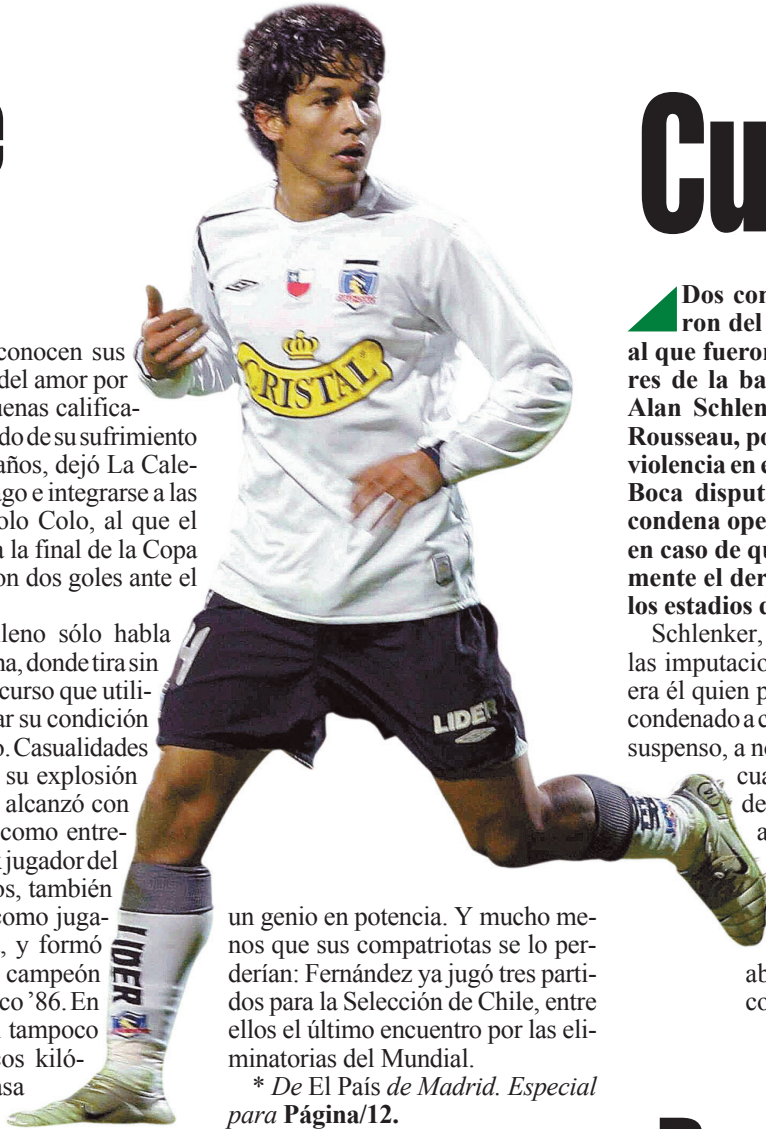 e
conocen sus
del amor por
uenas califica-
do de su sufrimiento
años, dejó La Cale-
go e integrarse a las
olo Colo, al que el
a la final de la Copa
on dos goles ante el
leno sólo habla
na, donde tira sin
curso que utili-
ar su condición
o. Casualidades
su explosión
alcanzó con
como entre-
jugador del
os, también
como juga-
, y formó
campeón
co ’86. En
tampoco
os kiló-
asa
CRISTAL
LIDER
LIDER
un genio en potencia. Y mucho me-
nos que sus compatriotas se lo per-
derían: Fernández ya jugó tres parti-
dos para la Selección de Chile, entre
ellos el último encuentro por las eli-
minatorias del Mundial.
* De El País de Madrid. Especial
para Página/12.
Cu
Dos con
ron del
al que fueron
res de la ba
Alan Schlen
Rousseau, po
violencia en e
Boca disput
condena ope
en caso de qu
mente el der
los estadios d
Schlenker,
las imputacio
era él quien p
condenado a c
suspenso, a no
cua
de
a
ab
co